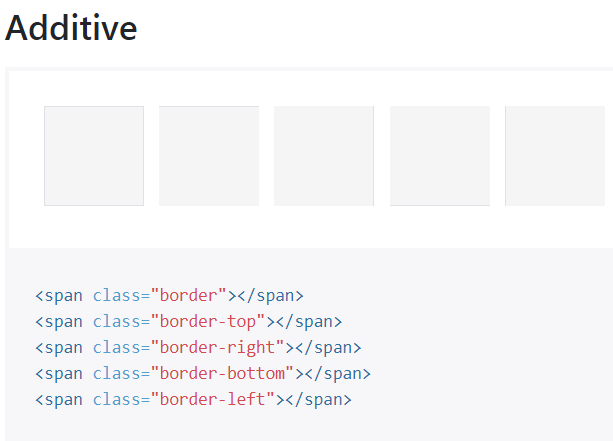 Additive
<span class="border"></span>
<span class="border-top"></span>
<span class="border-right"></span>
<span class="border-bottom"></span>
<span class="border-left"></span>